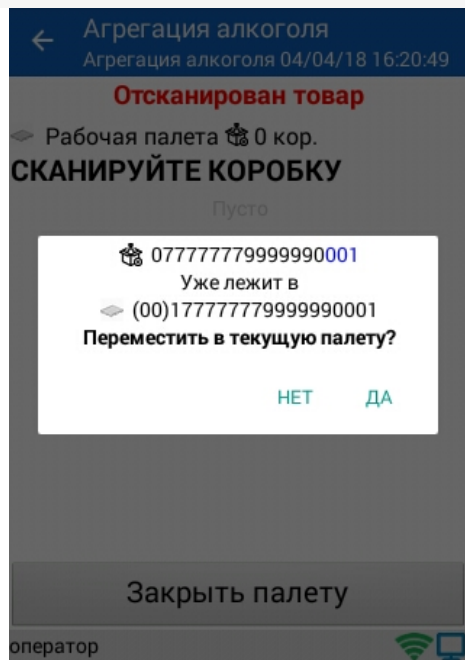 Агрегация алкоголя
Агрегация алкоголя 04/04/18 16:20:49
Отсканирован товар
Рабочая палета 0 кор.
СКАНИРУЙТЕ КОРОБКУ
Пусто
077777779999990001
Уже лежит в
(00)177777779999990001
Переместить в текущую палету?
НЕТ ДА
Закрыть палету
оператор